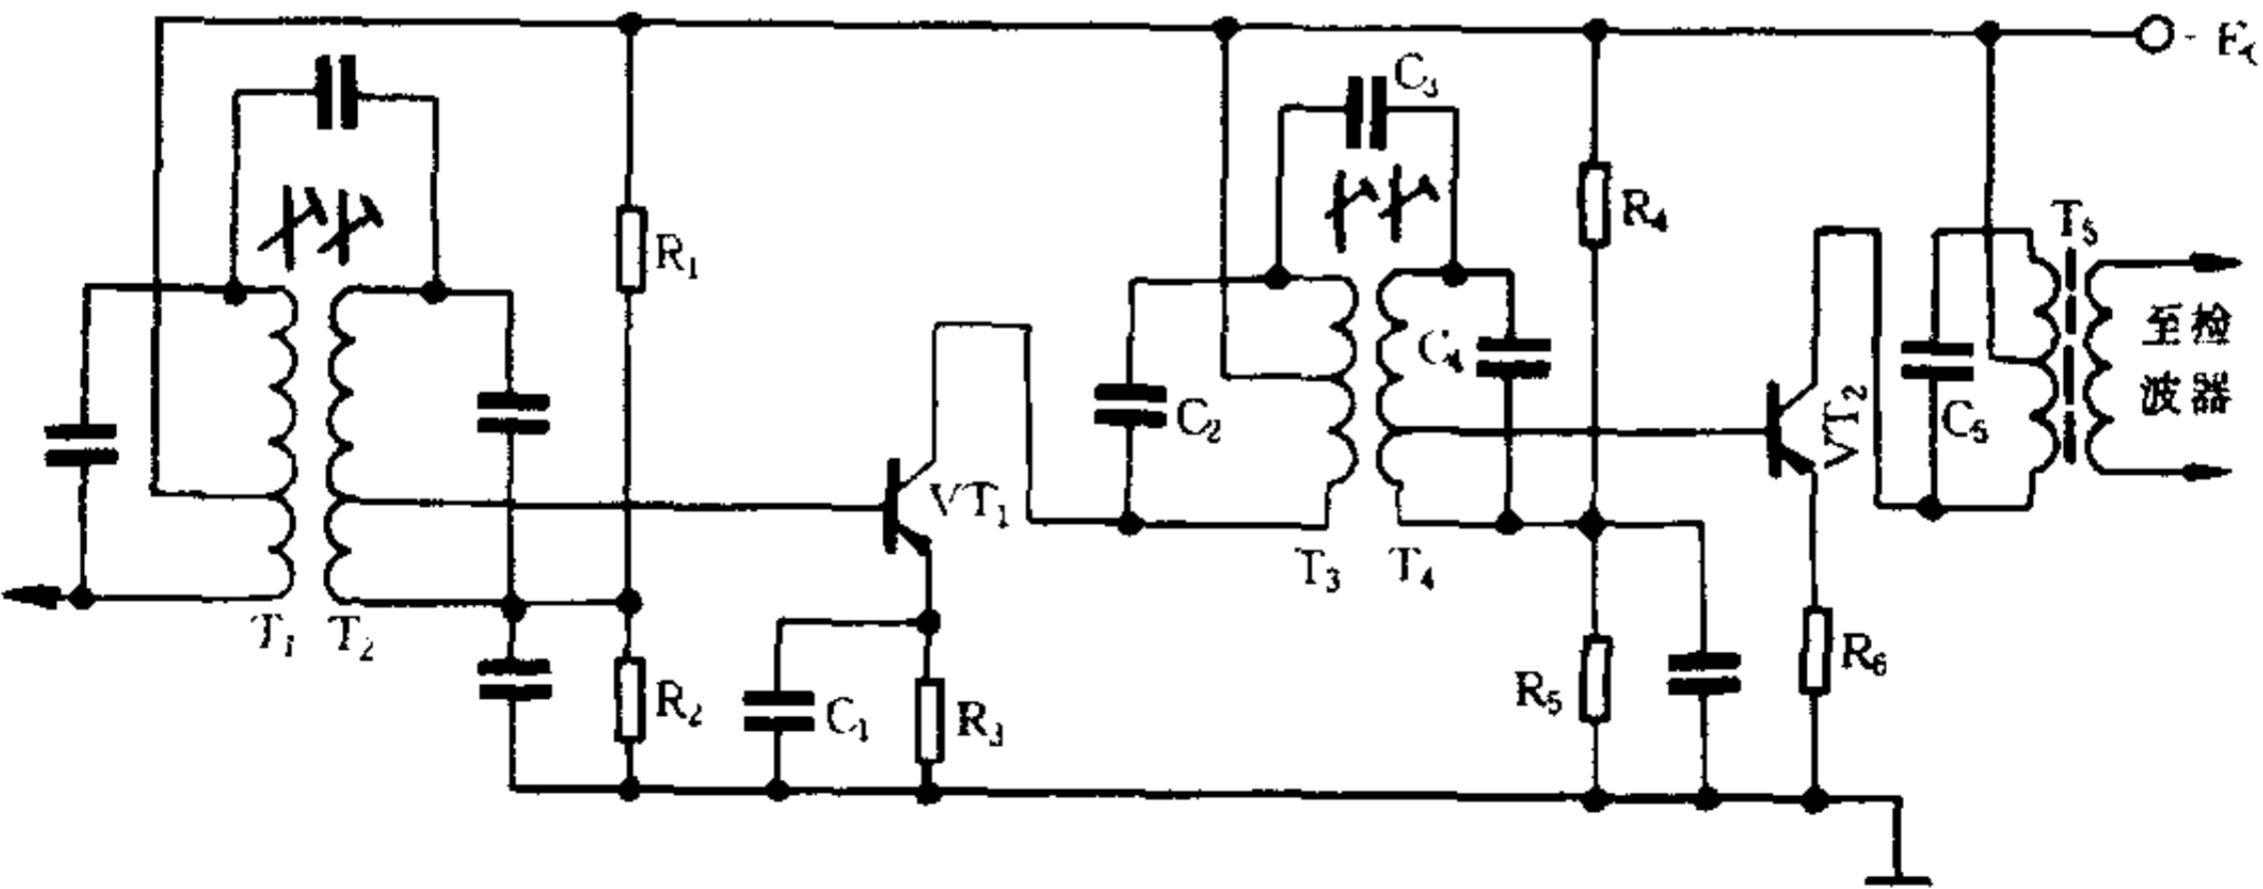 C₃
R₁
R₄
T₅
至检
波器
C₂
C₄
VT₁
VT₂
C₅
T₁
T₂
T₃
T₄
R₂
C₁
R₃
R₅
R₆